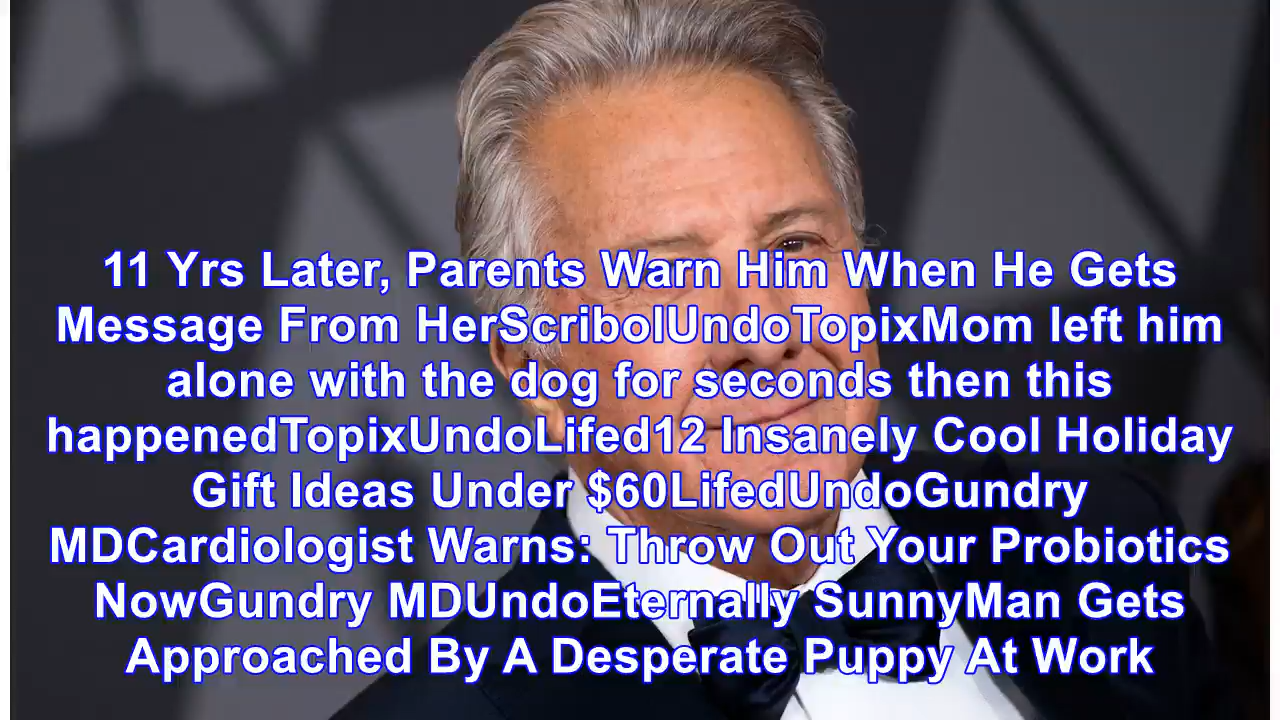 11 Yrs Later, Parents Warn Him When He Gets
Message From HerScribolUndoTopixMom left him
alone with the dog for seconds then this
happenedTopixUndoLifed12 Insanely Cool Holiday
Gift Ideas Under $60LifedUndoGundry
MDCardiologist Warns: Throw Out Your Probiotics
NowGundry MDUndoEternally SunnyMan Gets
Approached By A Desperate Puppy At Work